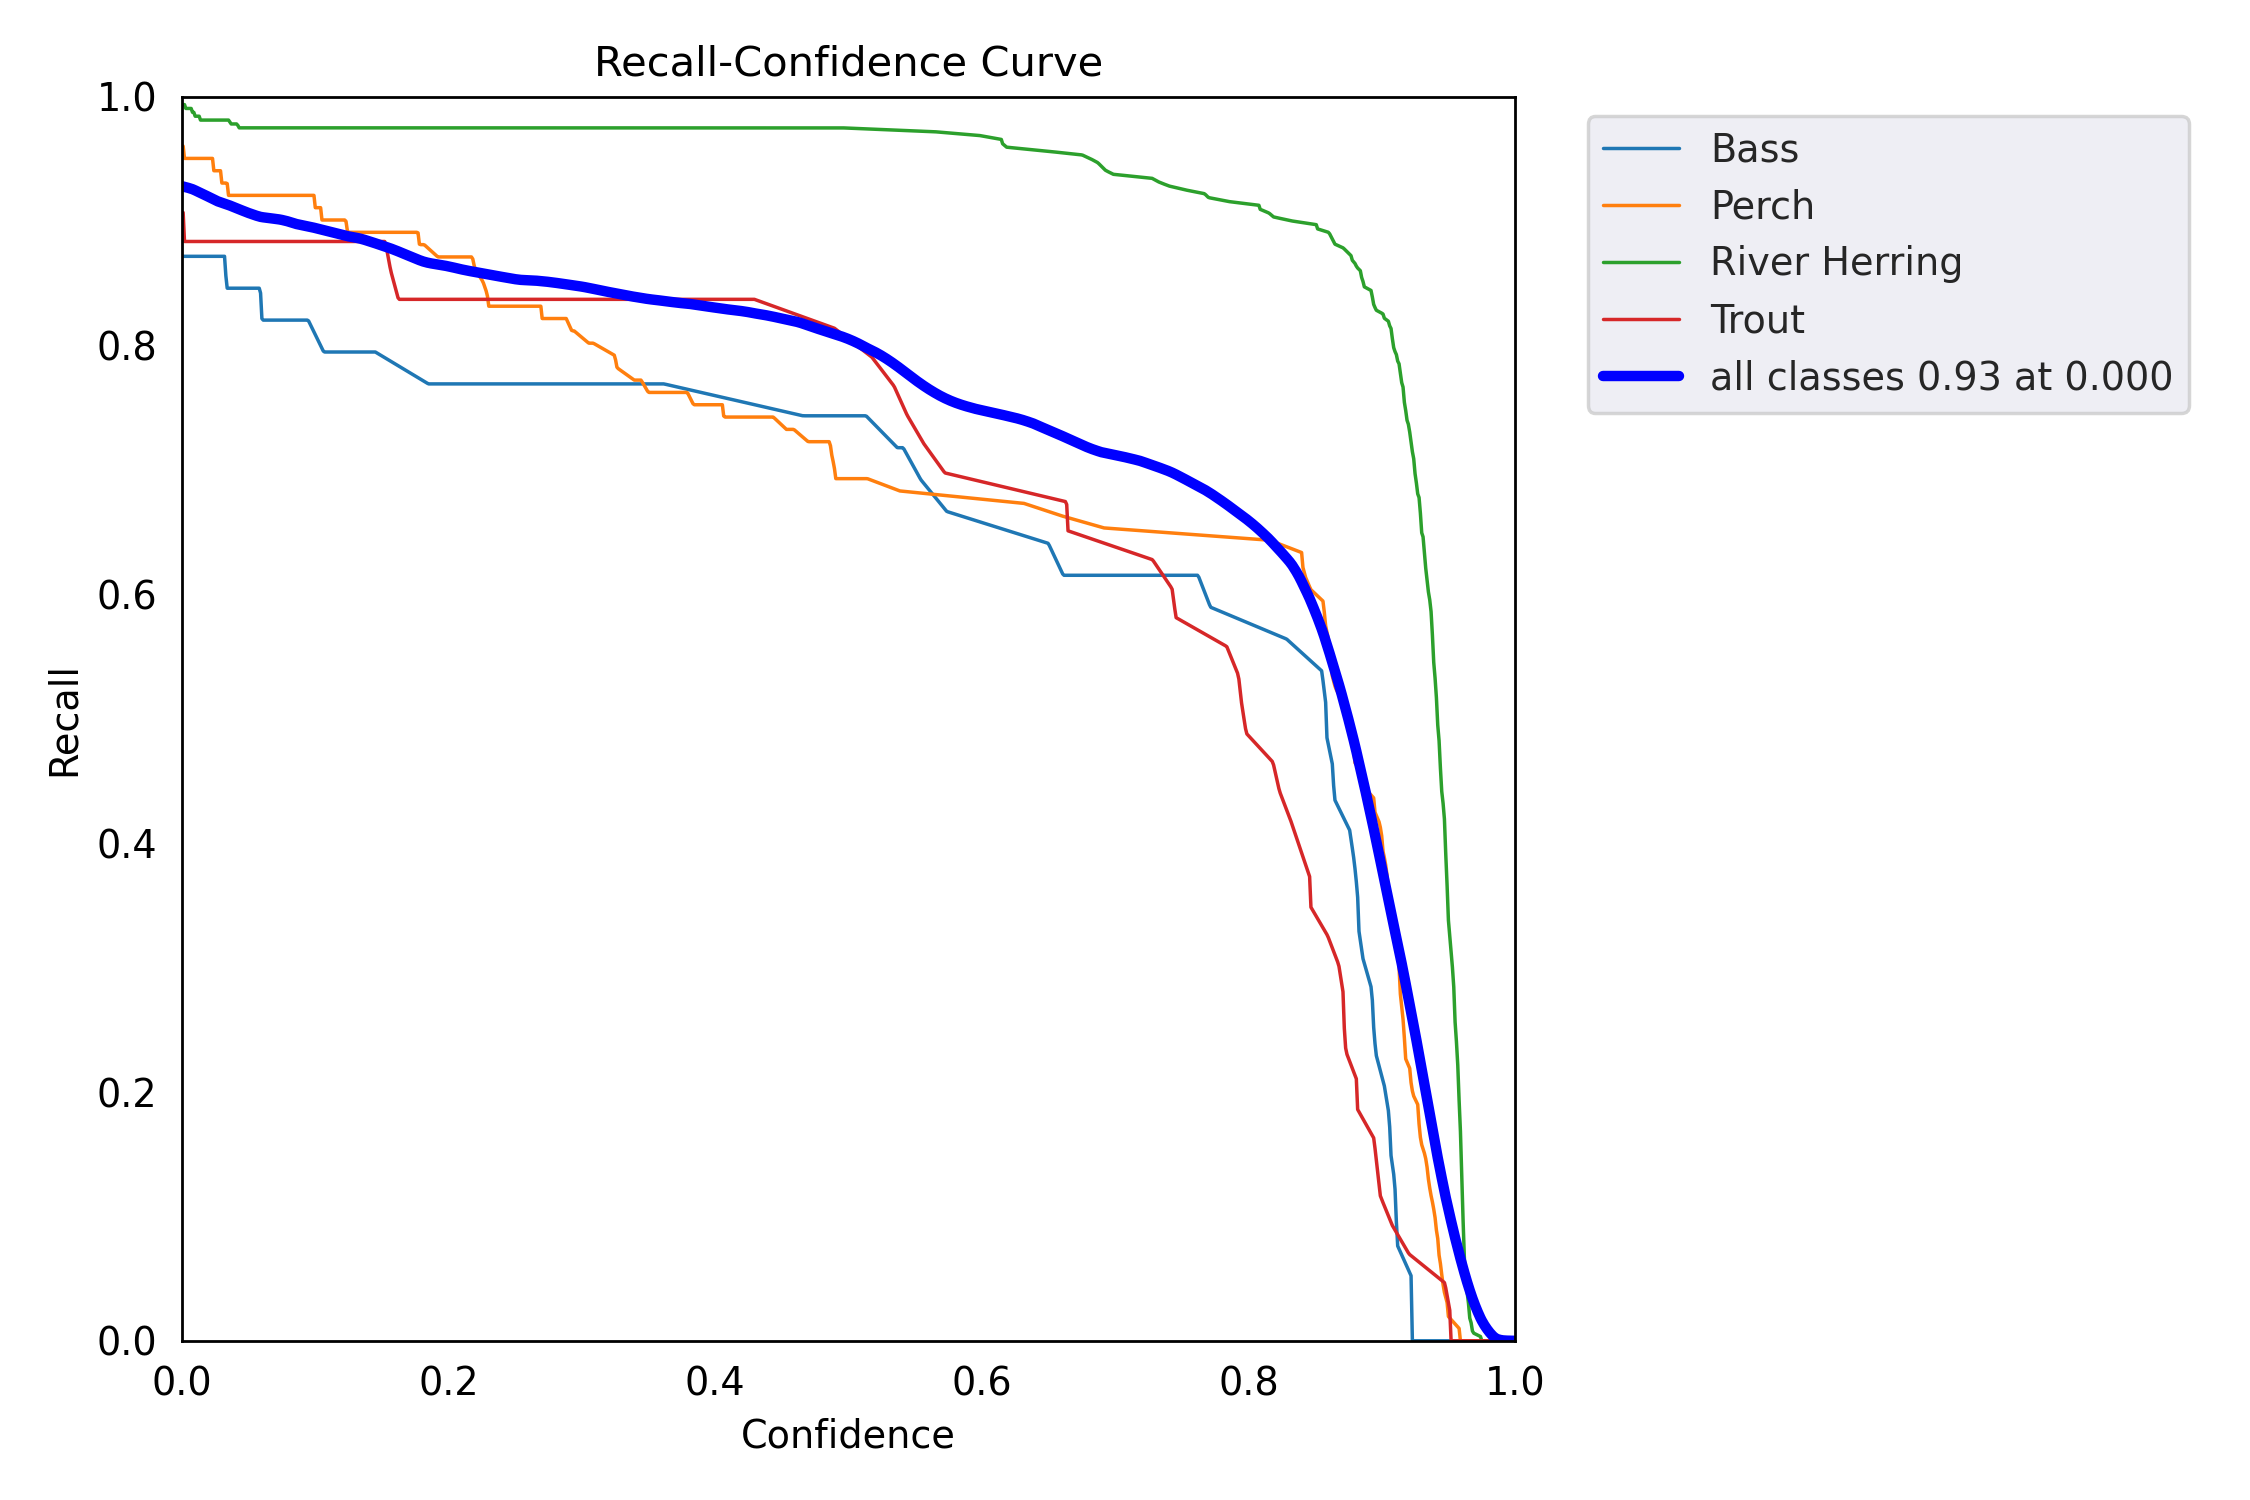 Recall-Confidence Curve
1.0
0.8
0.6
0.4
0.2
0.0
Recall
0.0 0.2 0.4 0.6 0.8 1.0
Confidence
Bass
Perch
River Herring
Trout
all classes 0.93 at 0.000